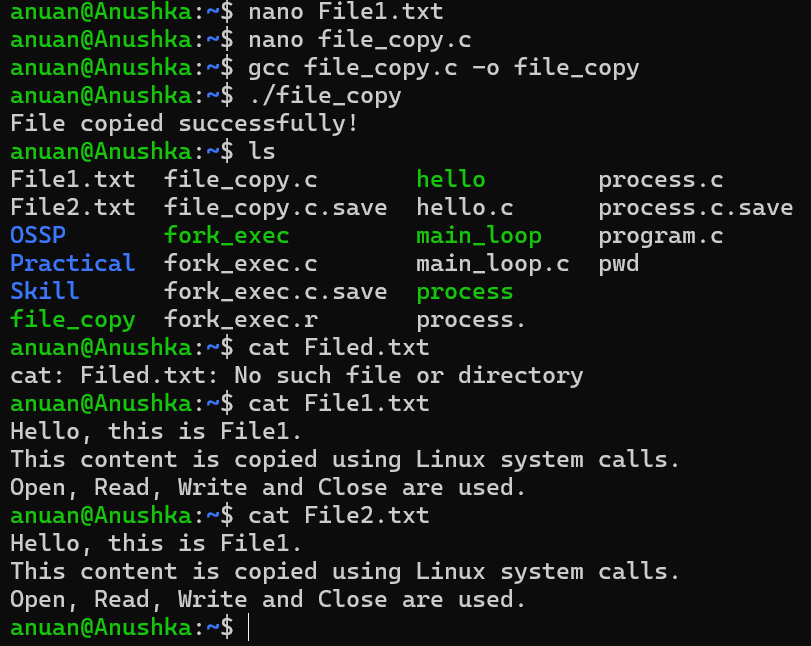 anuan@Anushka:~$ nano File1.txt
anuan@Anushka:~$ nano file_copy.c
anuan@Anushka:~$ gcc file_copy.c -o file_copy
anuan@Anushka:~$ ./file_copy
File copied successfully!
anuan@Anushka:~$ ls
File1.txt  file_copy.c       hello        process.c
File2.txt  file_copy.c.save  hello.c      process.c.save
OSSP       fork_exec         main_loop    program.c
Practical  fork_exec.c       main_loop.c  pwd
Skill      fork_exec.c.save  process
file_copy  fork_exec.r       process.
anuan@Anushka:~$ cat Filed.txt
cat: Filed.txt: No such file or directory
anuan@Anushka:~$ cat File1.txt
Hello, this is File1.
This content is copied using Linux system calls.
Open, Read, Write and Close are used.
anuan@Anushka:~$ cat File2.txt
Hello, this is File1.
This content is copied using Linux system calls.
Open, Read, Write and Close are used.
anuan@Anushka:~$